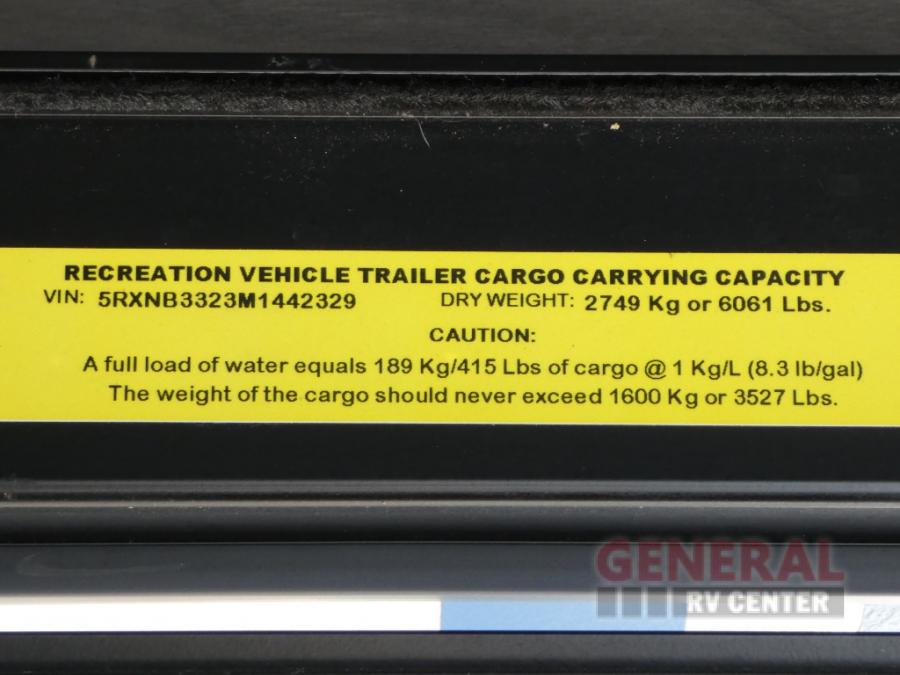 RECREATION VEHICLE TRAILER CARGO CARRYING CAPACITY
VIN: 5RXNB3323M1442329 DRY WEIGHT: 2749 Kg or 6061 Lbs.
CAUTION:
A full load of water equals 189 Kg/415 Lbs of cargo @ 1 Kg/L (8.3 lb/gal)
The weight of the cargo should never exceed 1600 Kg or 3527 Lbs.
GENERAL
RV CENTER